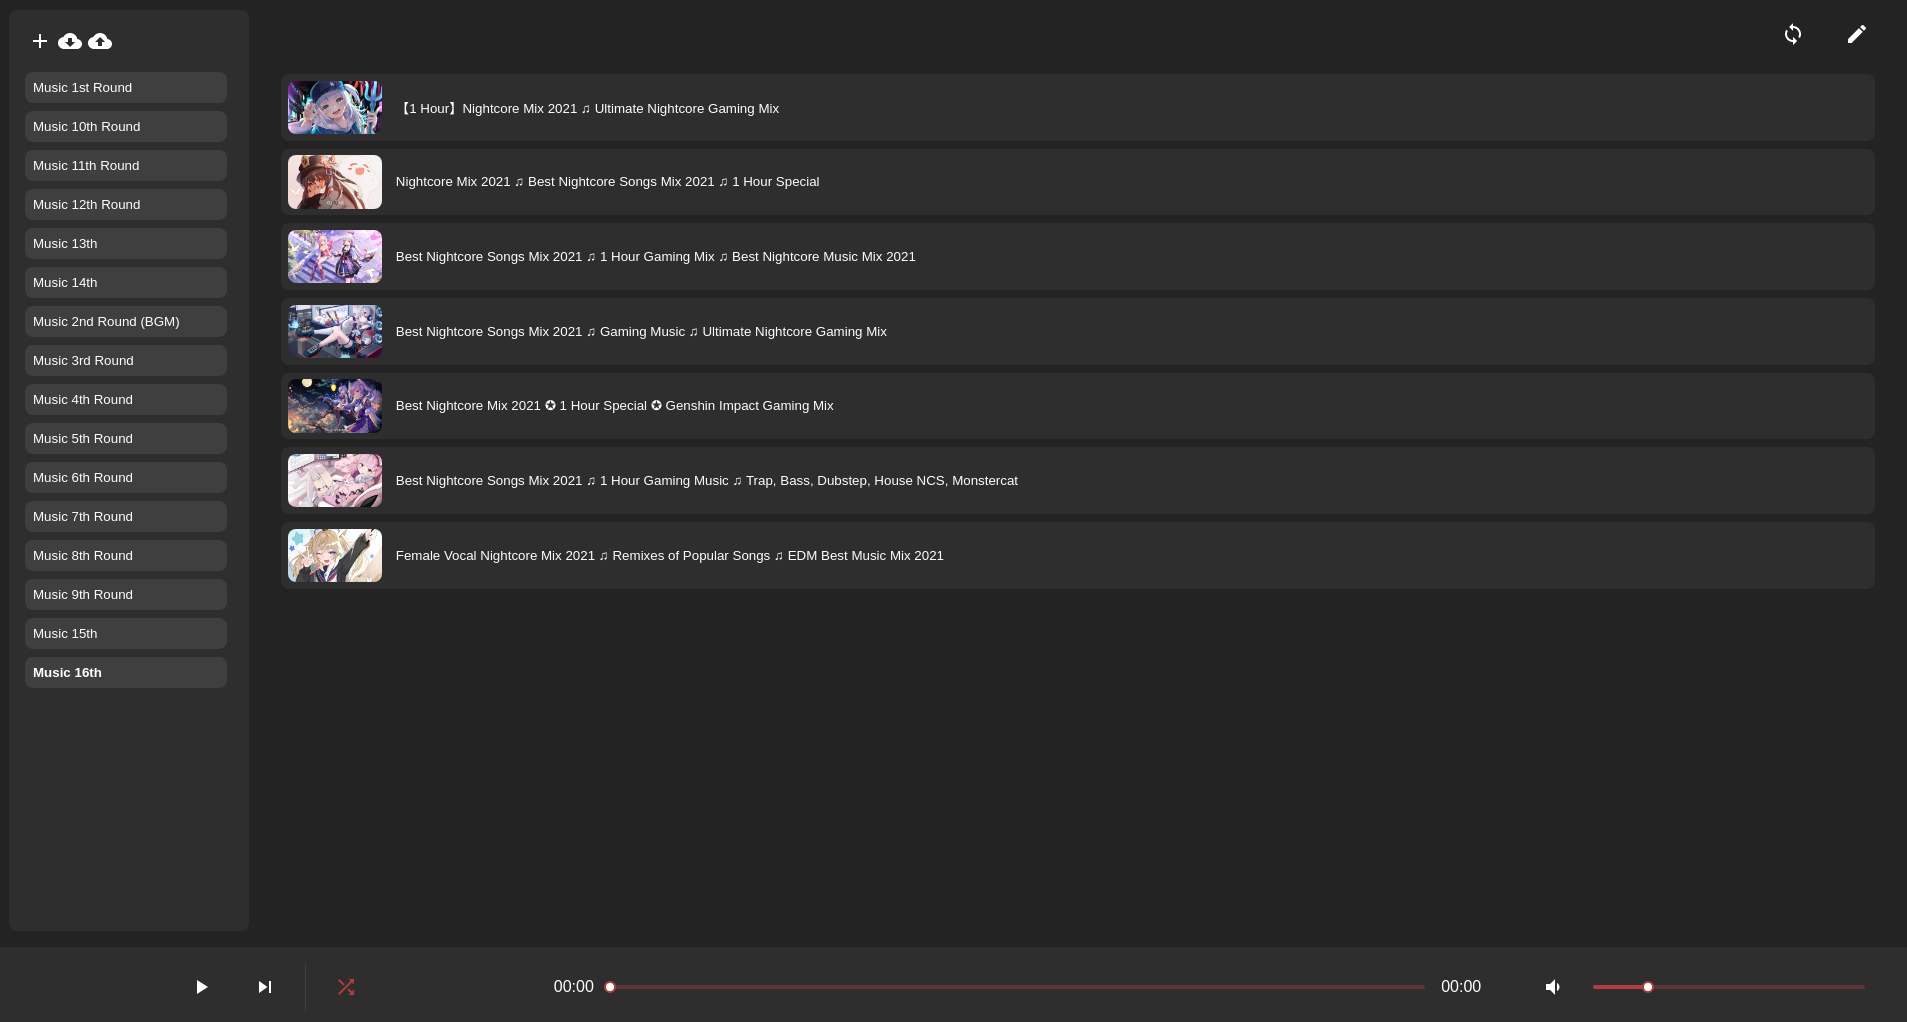 Music 1st Round
Music 10th Round
Music 11th Round
Music 12th Round
Music 13th
Music 14th
Music 2nd Round (BGM)
Music 3rd Round
Music 4th Round
Music 5th Round
Music 6th Round
Music 7th Round
Music 8th Round
Music 9th Round
Music 15th
Music 16th
【1 Hour】Nightcore Mix 2021 ♫ Ultimate Nightcore Gaming Mix
Nightcore Mix 2021 ♫ Best Nightcore Songs Mix 2021 ♫ 1 Hour Special
Best Nightcore Songs Mix 2021 ♫ 1 Hour Gaming Mix ♫ Best Nightcore Music Mix 2021
Best Nightcore Songs Mix 2021 ♫ Gaming Music ♫ Ultimate Nightcore Gaming Mix
Best Nightcore Mix 2021 ✪ 1 Hour Special ✪ Genshin Impact Gaming Mix
Best Nightcore Songs Mix 2021 ♫ 1 Hour Gaming Music ♫ Trap, Bass, Dubstep, House NCS, Monstercat
Female Vocal Nightcore Mix 2021 ♫ Remixes of Popular Songs ♫ EDM Best Music Mix 2021
00:00
00:00